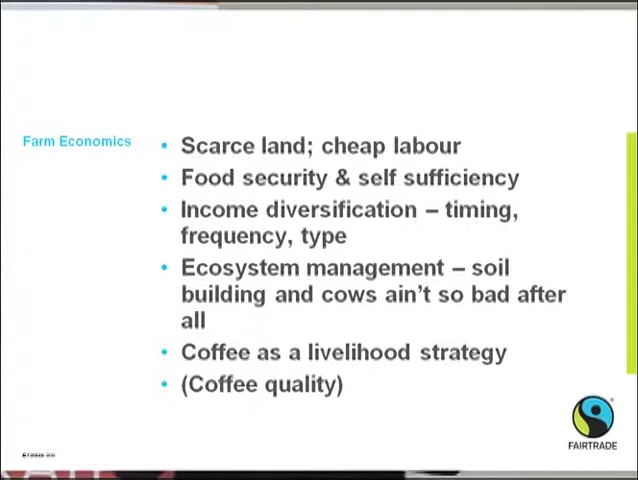 Farm Economics
• Scarce land; cheap labour
• Food security & self sufficiency
• Income diversification – timing,
frequency, type
• Ecosystem management – soil
building and cows ain't so bad after
all
• Coffee as a livelihood strategy
• (Coffee quality)
FAIRTRADE